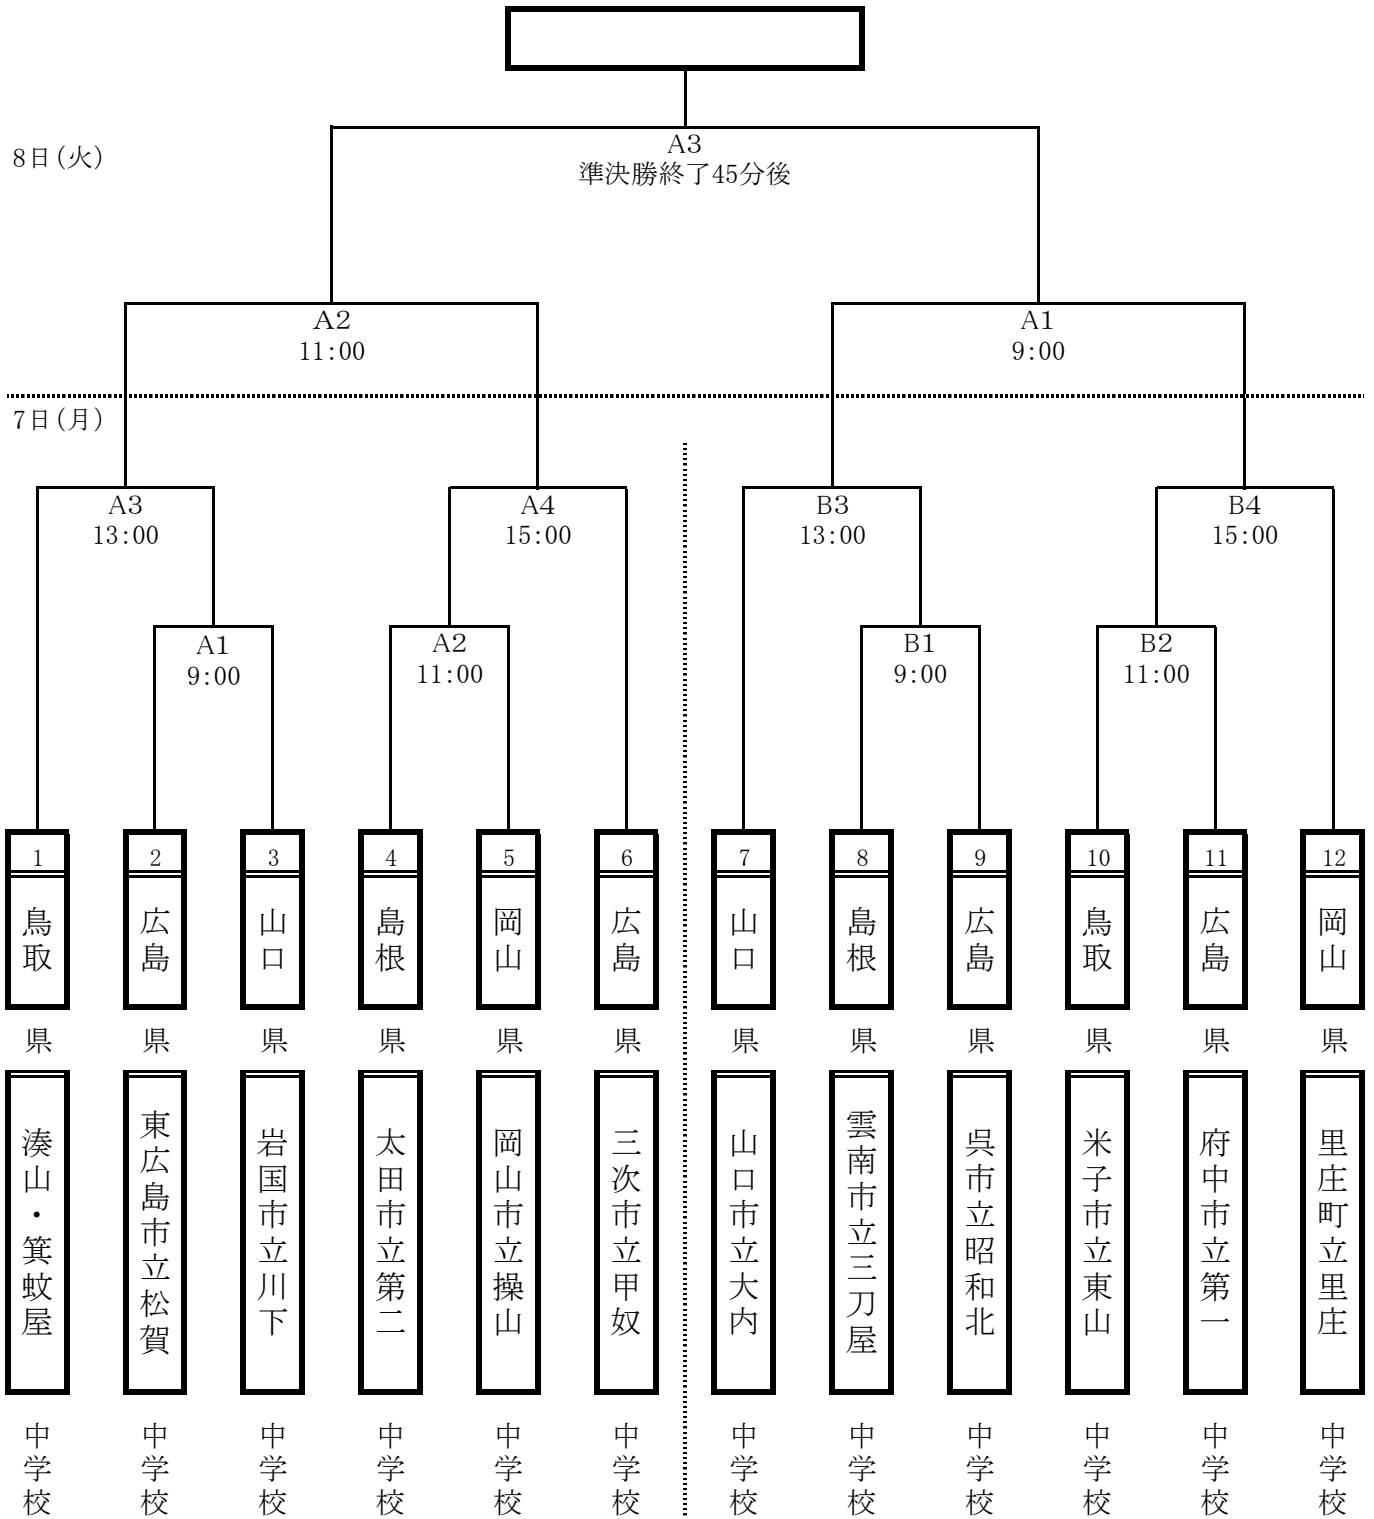 8日(火)
A3
準決勝終了45分後
A2
11:00
A1
9:00
7日(月)
A3
13:00
A4
15:00
B3
13:00
B4
15:00
A1
9:00
A2
11:00
B1
9:00
B2
11:00
1
鳥取
県
湊山・箕蚊屋
中学校
2
広島
県
東広島市立松賀
中学校
3
山口
県
岩国市立川下
中学校
4
島根
県
太田市立第二
中学校
5
岡山
県
岡山市立操山
中学校
6
広島
県
三次市立甲奴
中学校
7
山口
県
山口市立大内
中学校
8
島根
県
雲南市立三刀屋
中学校
9
広島
県
呉市立昭和北
中学校
10
鳥取
県
米子市立東山
中学校
11
広島
県
府中市立第一
中学校
12
岡山
県
里庄町立里庄
中学校